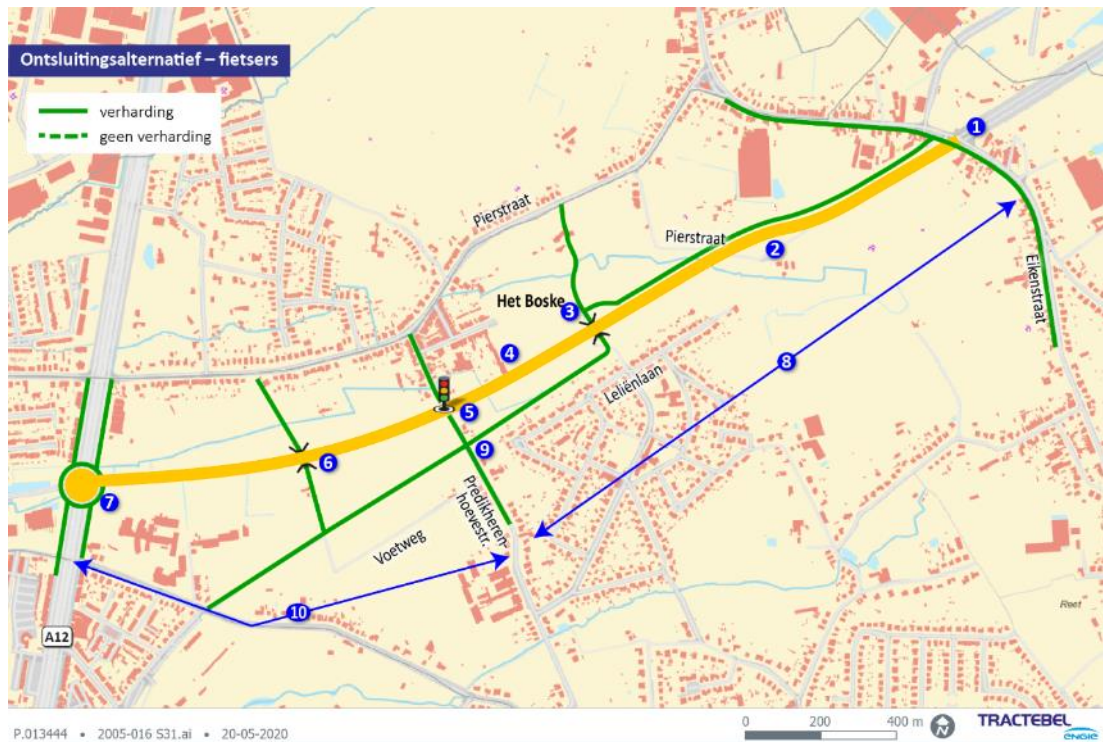 Ontsluitingsalternatief – fietsers
verharding
geen verharding
1
Pierstraat
Pierstraat
2
Eikenstraat
Het Boske
3
4
8
Leliënlaan
5
6
9
7
Predikheren-
hoevestr.
Voetweg
10
Reet
A12
0 200 400 m
N
TRACTEBEL
ENGIE
P.013444 • 2005-016 S31.ai • 20-05-2020